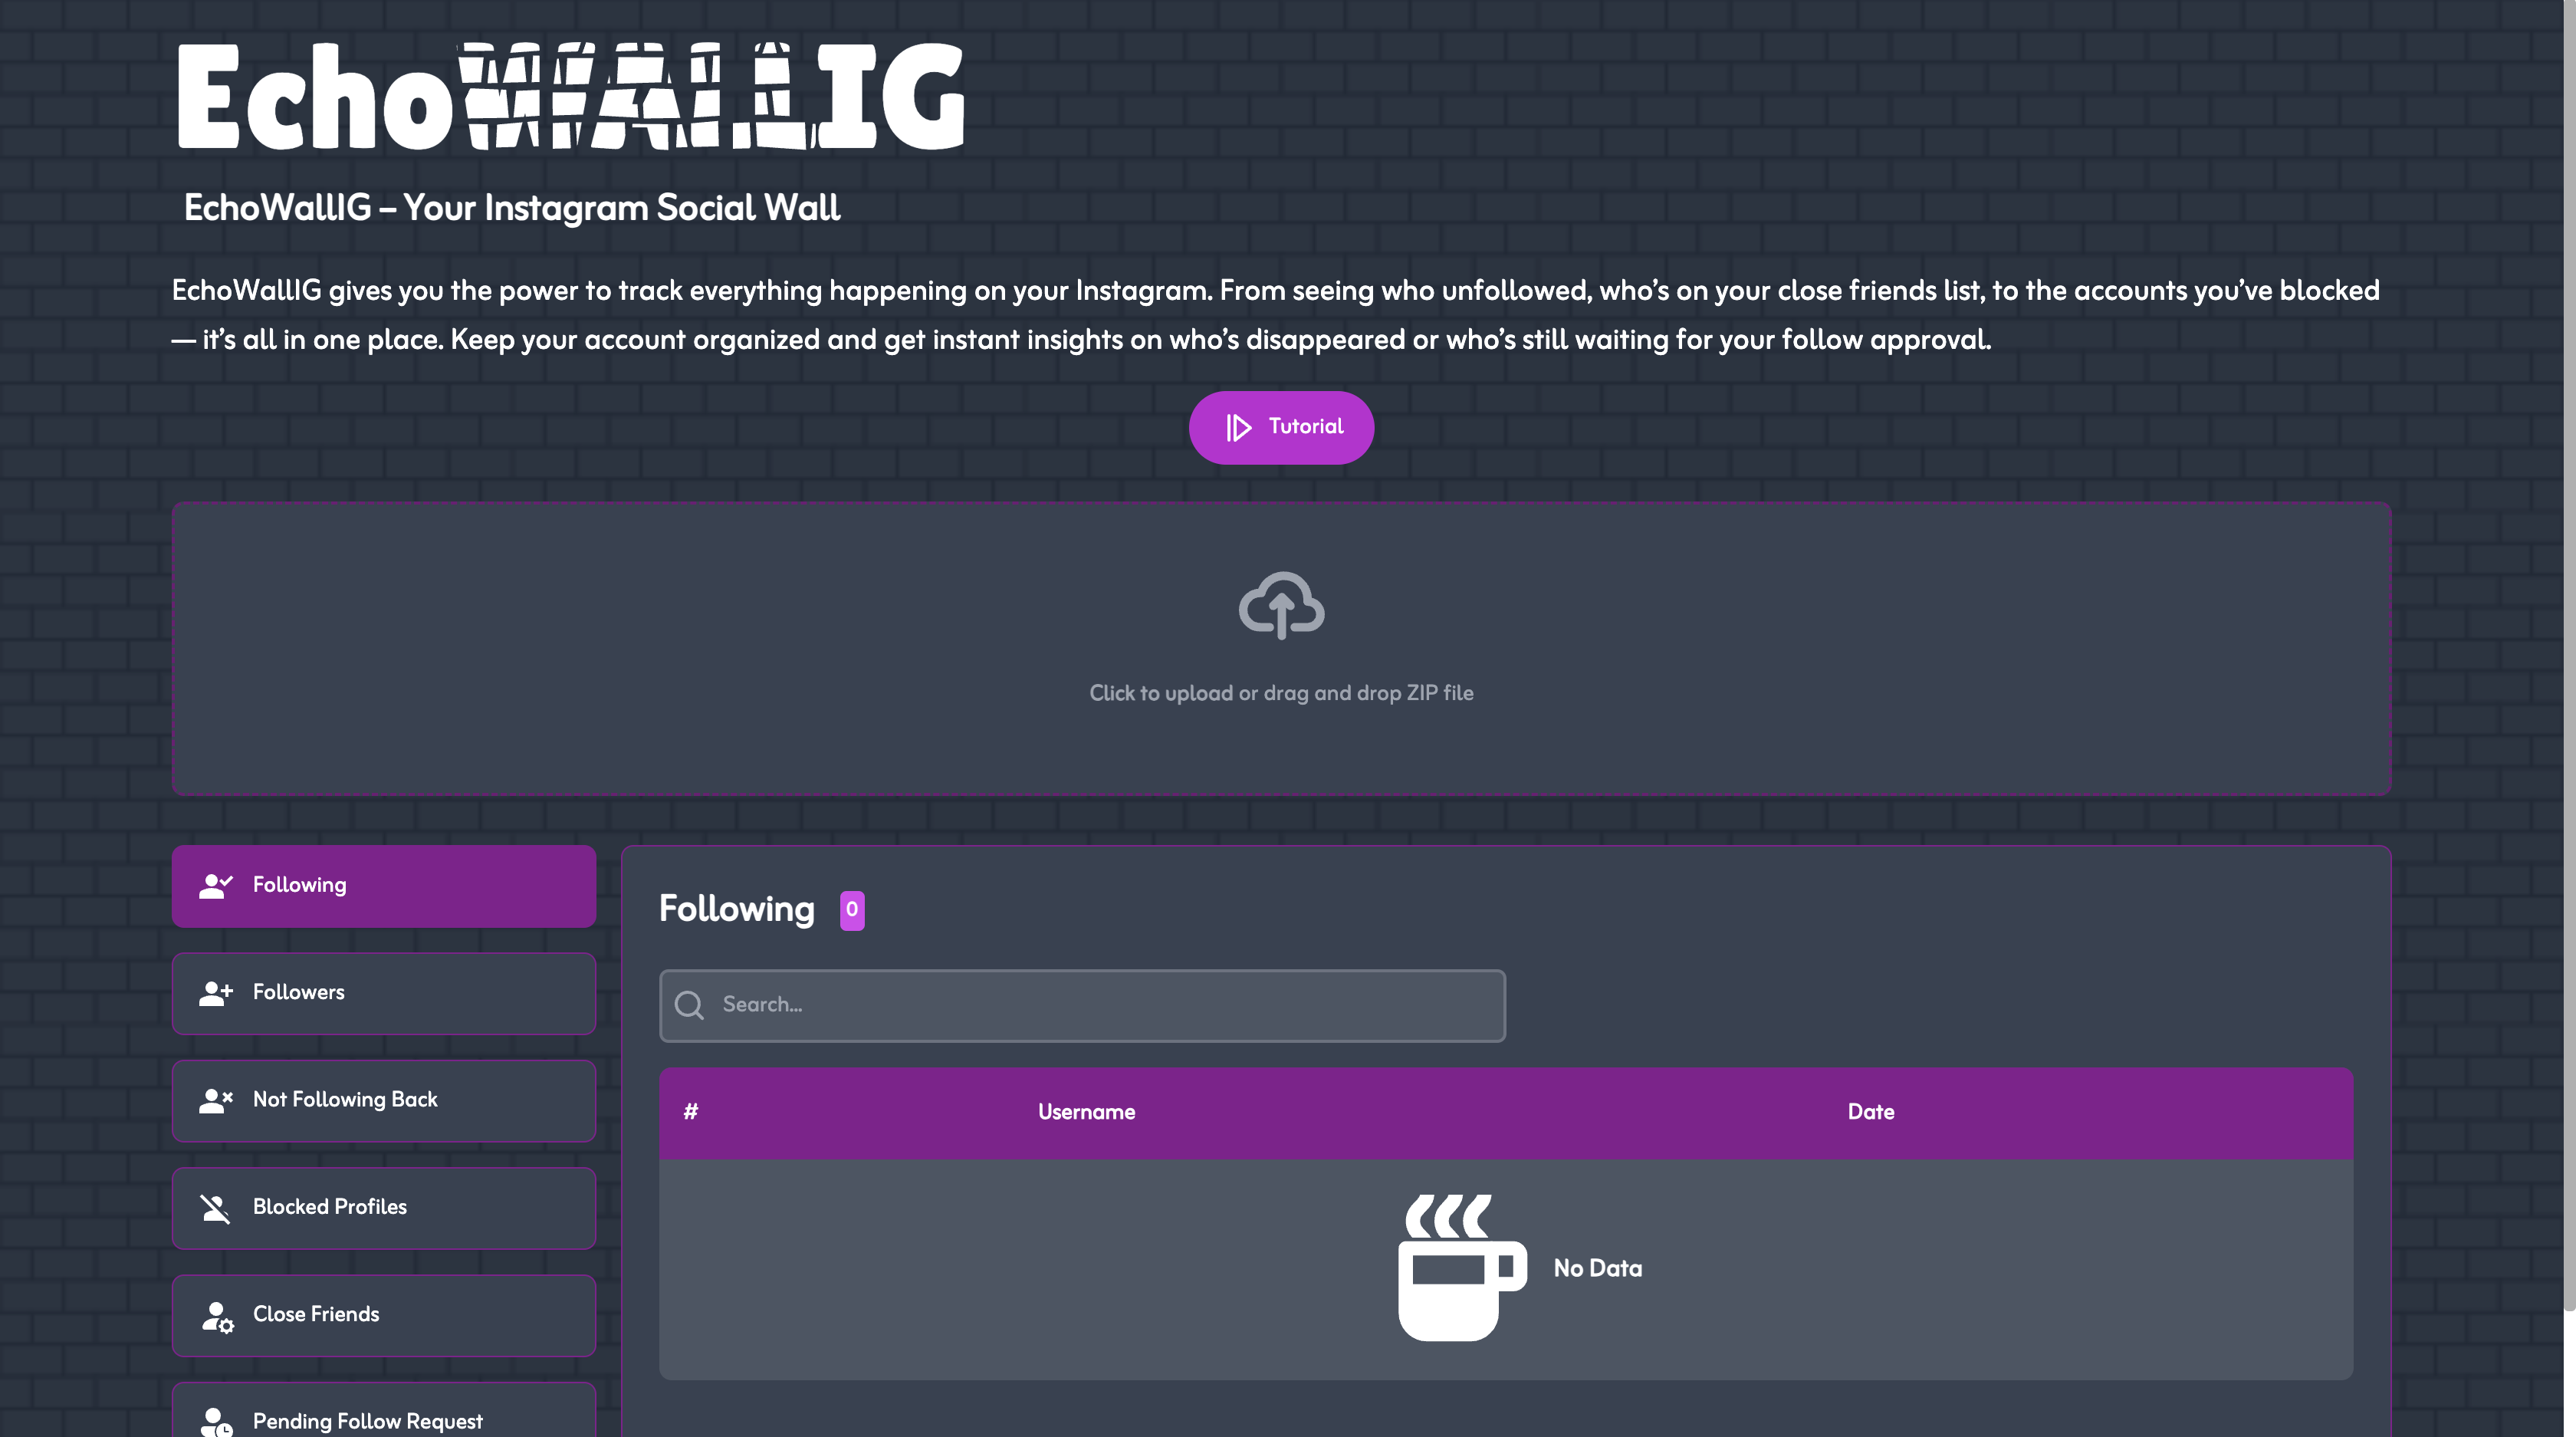 EchoWALLIG
EchoWallIG – Your Instagram Social Wall
EchoWallIG gives you the power to track everything happening on your Instagram. From seeing who unfollowed, who’s on your close friends list, to the accounts you’ve blocked
— it’s all in one place. Keep your account organized and get instant insights on who’s disappeared or who’s still waiting for your follow approval.
Tutorial
Click to upload or drag and drop ZIP file
Following
Followers
Not Following Back
Blocked Profiles
Close Friends
Pending Follow Request
Following 0
Search...
# Username Date
No Data